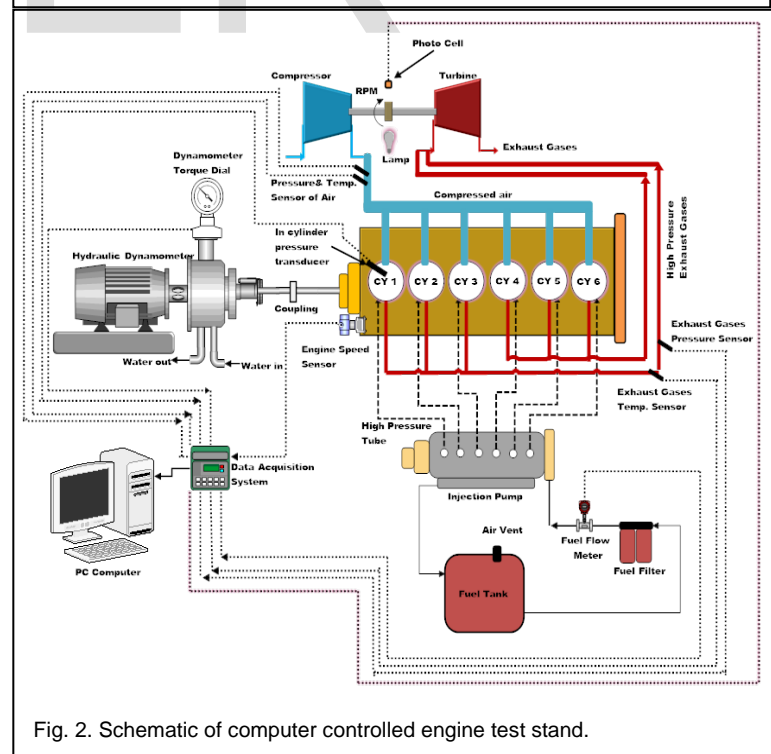 Photo Cell
Compressor
Turbine
RPM
Lamp
Exhaust Gases
Dynamometer
Torque Dial
Pressure& Temp.
Sensor of Air
Compressed air
In cylinder
pressure
transducer
High Pressure
Exhaust Gases
Hydraulic Dynamometer
CY 1
CY 2
CY 3
CY 4
CY 5
CY 6
Coupling
Water out
Water in
Engine Speed
Sensor
Exhaust Gases
Pressure Sensor
Exhaust Gases
Temp. Sensor
High Pressure
Tube
Data Acquisition
System
Injection Pump
Air Vent
Fuel Flow
Meter
Fuel Filter
PC Computer
Fuel Tank
Fig. 2. Schematic of computer controlled engine test stand.